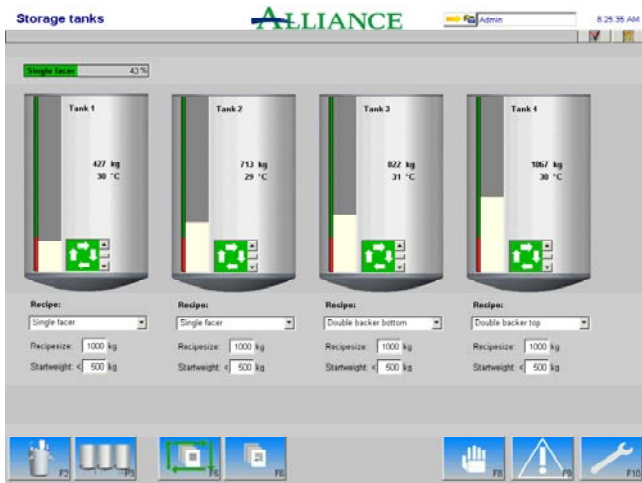 Storage tanks
ALLIANCE
Admin
8:25:35 AM
Single facer 43 %
Tank 1
427 kg
30 °C
Tank 2
713 kg
29 °C
Tank 3
822 kg
31 °C
Tank 4
1067 kg
30 °C
Recipe: Recipe: Recipe: Recipe:
Single facer Single facer Double backer bottom Double backer top
Recipesize: 1000 kg Recipesize: 1000 kg Recipesize: 1000 kg Recipesize: 1000 kg
Startweight: < 500 kg Startweight: < 500 kg Startweight: < 500 kg Startweight: < 500 kg
F2 F3 F5 F6 F8 F9 F10